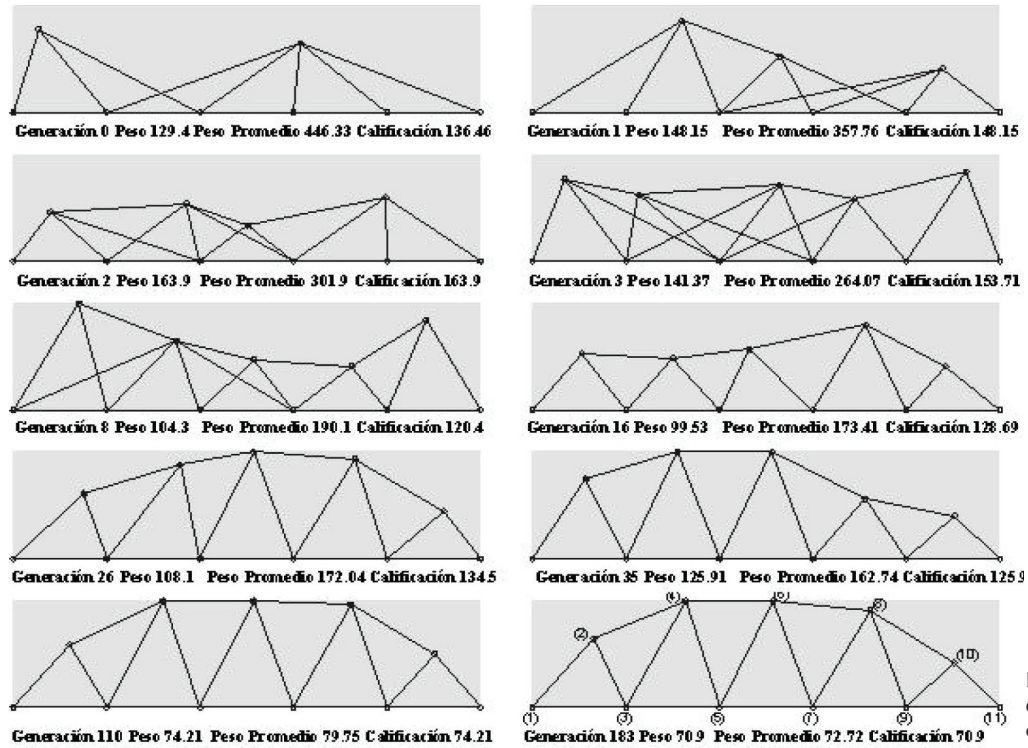 Generación 0 Peso 129.4 Peso Promedio 446.33 Calificación 136.46
Generación 1 Peso 148.15 Peso Promedio 357.76 Calificación 148.15
Generación 2 Peso 163.9 Peso Promedio 301.9 Calificación 163.9
Generación 3 Peso 141.37 Peso Promedio 264.07 Calificación 153.71
Generación 8 Peso 104.3 Peso Promedio 190.1 Calificación 120.4
Generación 16 Peso 99.53 Peso Promedio 173.41 Calificación 128.69
Generación 26 Peso 108.1 Peso Promedio 172.04 Calificación 134.5
Generación 35 Peso 125.91 Peso Promedio 162.74 Calificación 125.9
(4)
(8)
(2)
(10)
(1) (3) (5) (7) (9) (11)
Generación 110 Peso 74.21 Peso Promedio 79.75 Calificación 74.21
Generación 183 Peso 70.9 Peso Promedio 72.72 Calificación 70.9